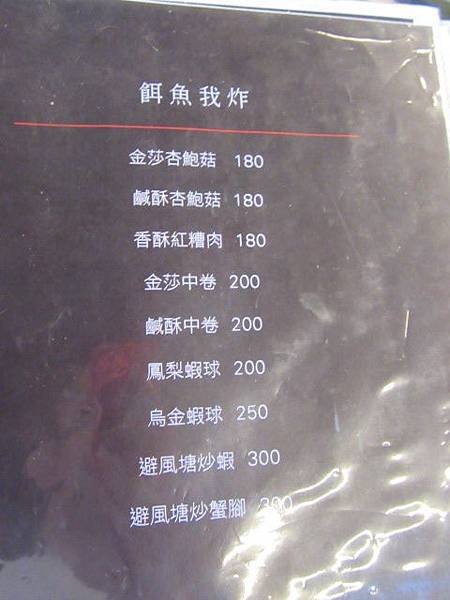 餌魚我炸
金莎杏鮑菇 180
鹹酥杏鮑菇 180
香酥紅糟肉 180
金莎中卷 200
鹹酥中卷 200
鳳梨蝦球 200
烏金蝦球 250
避風塘炒蝦 300
避風塘炒蟹腳